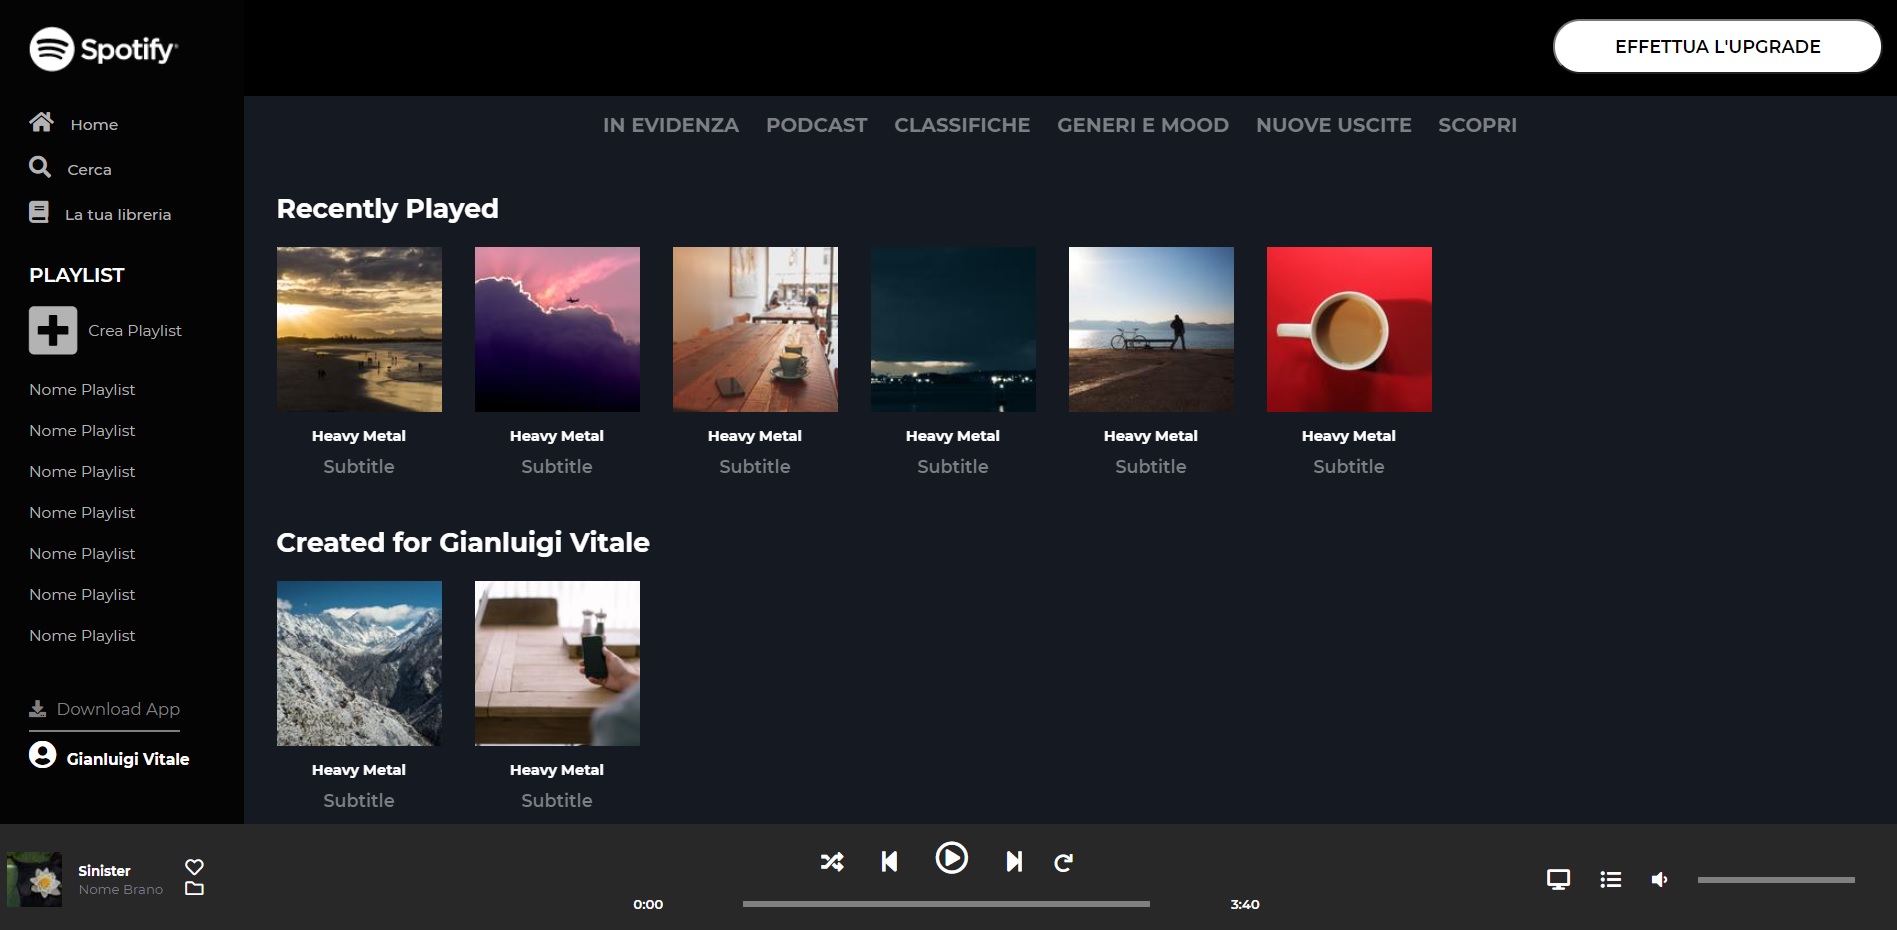 Spotify
EFFETTUA L'UPGRADE
Home
Cerca
La tua libreria
PLAYLIST
Crea Playlist
Nome Playlist
Nome Playlist
Nome Playlist
Nome Playlist
Nome Playlist
Nome Playlist
Nome Playlist
Download App
Gianluigi Vitale
IN EVIDENZA PODCAST CLASSIFICHE GENERI E MOOD NUOVE USCITE SCOPRI
Recently Played
Heavy Metal Heavy Metal Heavy Metal Heavy Metal Heavy Metal Heavy Metal
Subtitle Subtitle Subtitle Subtitle Subtitle Subtitle
Created for Gianluigi Vitale
Heavy Metal Heavy Metal
Subtitle Subtitle
Sinister
Nome Brano
0:00 3:40